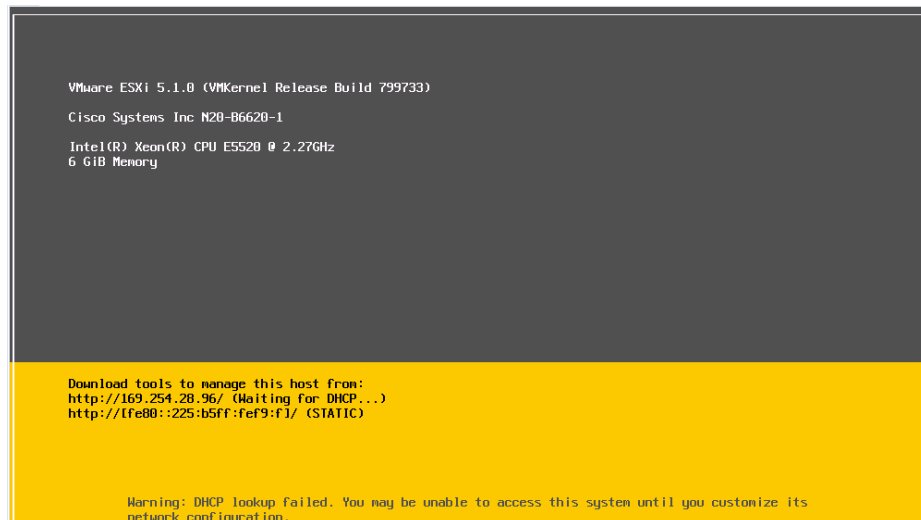 VMware ESXi 5.1.0 (VMKernel Release Build 799733)
Cisco Systems Inc N20-B6620-1
Intel(R) Xeon(R) CPU E5520 @ 2.27GHz
6 GiB Memory
Download tools to manage this host from:
http://169.254.28.96/ (Waiting for DHCP...)
http://[fe80::225:b5ff:fef9:f]/ (STATIC)
Warning: DHCP lookup failed. You may be unable to access this system until you customize its
network configuration.